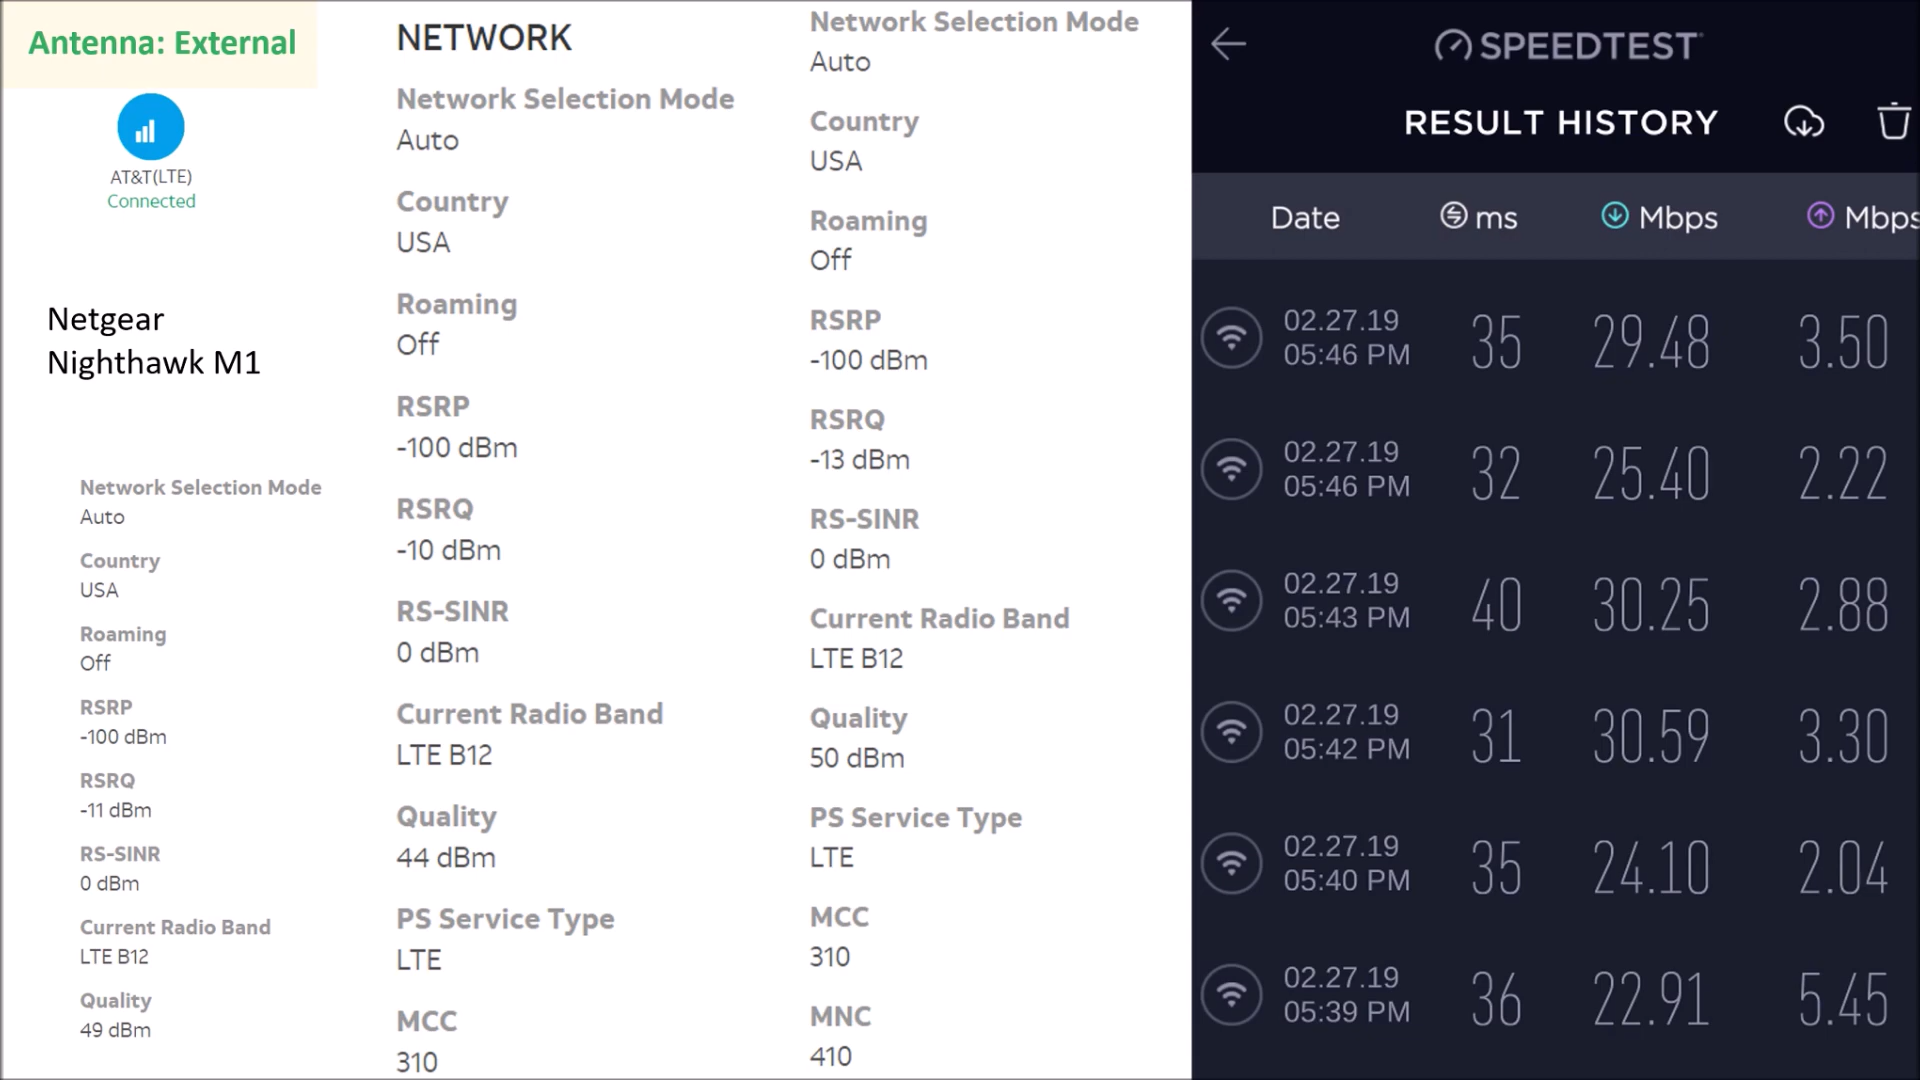 Antenna: External
AT&T(LTE)
Connected
Netgear
Nighthawk M1
Network Selection Mode
Auto
Country
USA
Roaming
Off
RSRP
-100 dBm
RSRQ
-11 dBm
RS-SINR
0 dBm
Current Radio Band
LTE B12
Quality
49 dBm
NETWORK
Network Selection Mode
Auto
Country
USA
Roaming
Off
RSRP
-100 dBm
RSRQ
-10 dBm
RS-SINR
0 dBm
Current Radio Band
LTE B12
Quality
44 dBm
PS Service Type
LTE
MCC
310
Network Selection Mode
Auto
Country
USA
Roaming
Off
RSRP
-100 dBm
RSRQ
-13 dBm
RS-SINR
0 dBm
Current Radio Band
LTE B12
Quality
50 dBm
PS Service Type
LTE
MCC
310
MNC
410
SPEEDTEST
RESULT HISTORY
Date ms Mbps Mbps
02.27.19
05:46 PM 35 29.48 3.50
02.27.19
05:46 PM 32 25.40 2.22
02.27.19
05:43 PM 40 30.25 2.88
02.27.19
05:42 PM 31 30.59 3.30
02.27.19
05:40 PM 35 24.10 2.04
02.27.19
05:39 PM 36 22.91 5.45